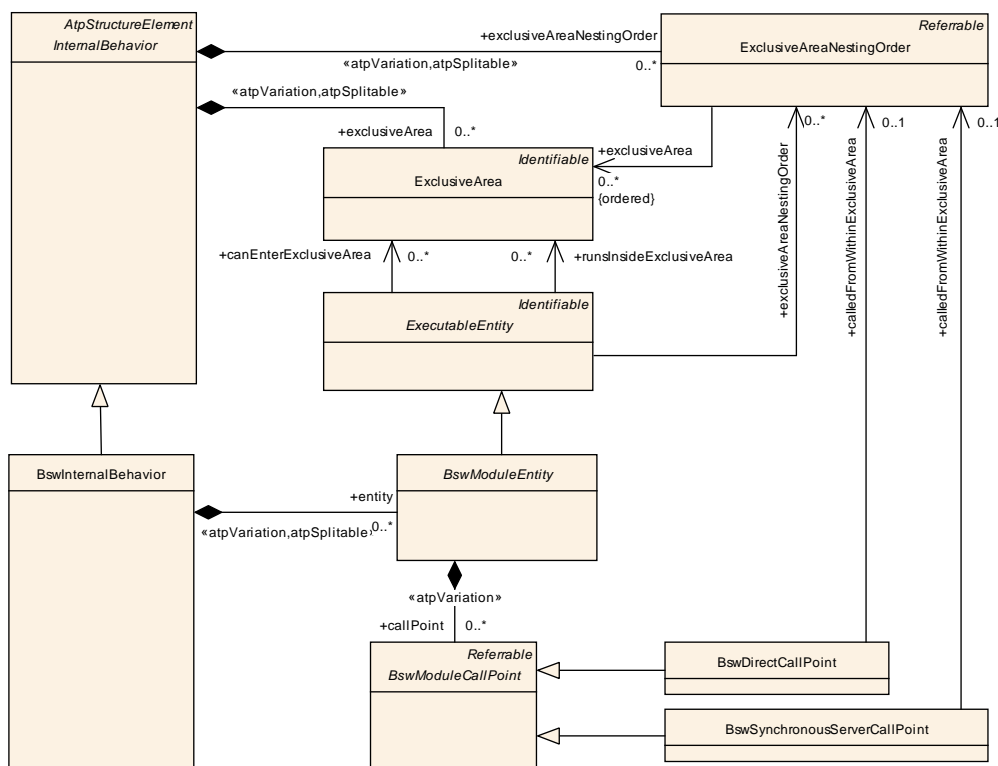 AtpStructureElement
InternalBehavior
+exclusiveAreaNestingOrder
«atpVariation,atpSplitable»
0..*
Referrable
ExclusiveAreaNestingOrder
«atpVariation,atpSplitable»
+exclusiveArea
0..*
+exclusiveArea
0..*
{ordered}
Identifiable
ExclusiveArea
0..*
0..1
0..1
+exclusiveAreaNestingOrder
+calledFromWithinExclusiveArea
+calledFromWithinExclusiveArea
+canEnterExclusiveArea
0..*
0..*
+runsInsideExclusiveArea
Identifiable
ExecutableEntity
BswInternalBehavior
+entity
«atpVariation,atpSplitable»
0..*
BswModuleEntity
«atpVariation»
+callPoint
0..*
Referrable
BswModuleCallPoint
BswDirectCallPoint
BswSynchronousServerCallPoint